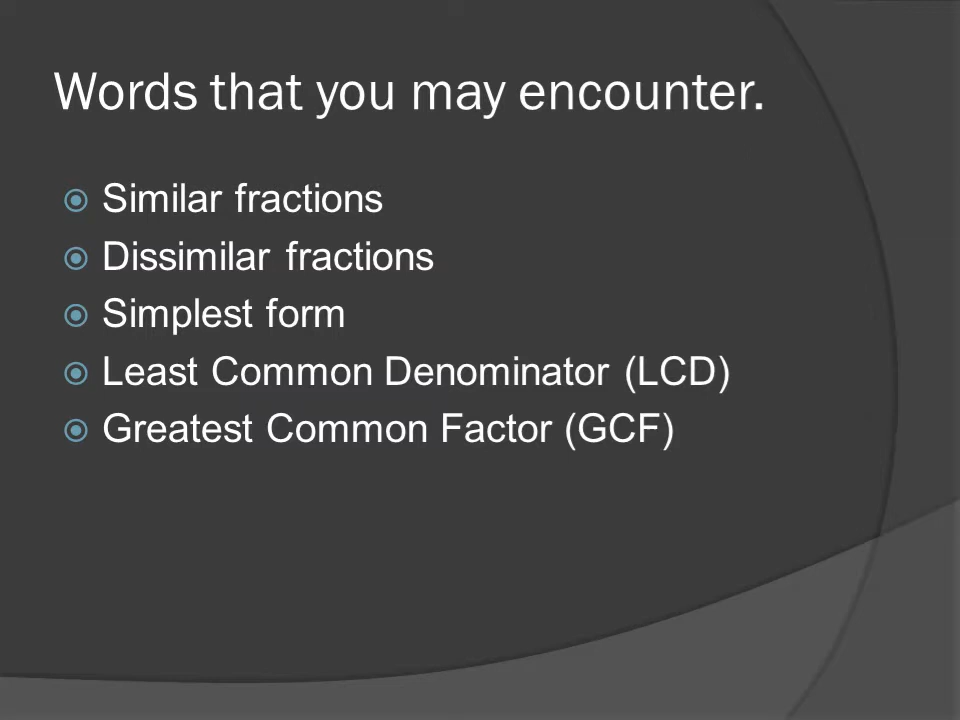 Words that you may encounter.
Similar fractions
Dissimilar fractions
Simplest form
Least Common Denominator (LCD)
Greatest Common Factor (GCF)